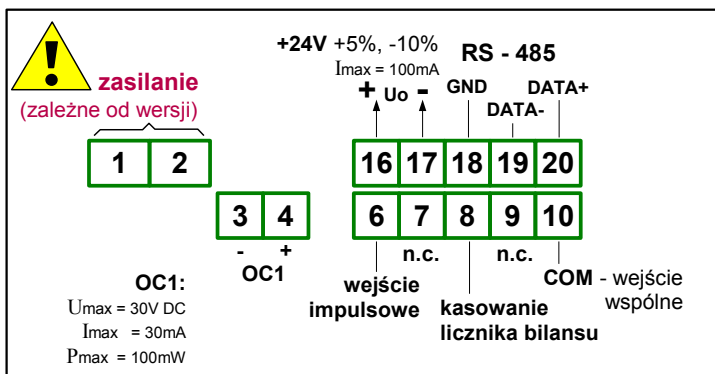 +24V +5%, -10%
Imax = 100mA
+ Uo -
RS - 485
GND
DATA-
DATA+
!
zasilanie
(zależne od wersji)
1 2
16 17 18 19 20
3 4
6 7 8 9 10
- +
OC1
n.c.
n.c.
wejście
impulsowe
kasowanie
licznika bilansu
COM - wejście
wspólne
OC1:
Umax = 30V DC
Imax = 30mA
Pmax = 100mW